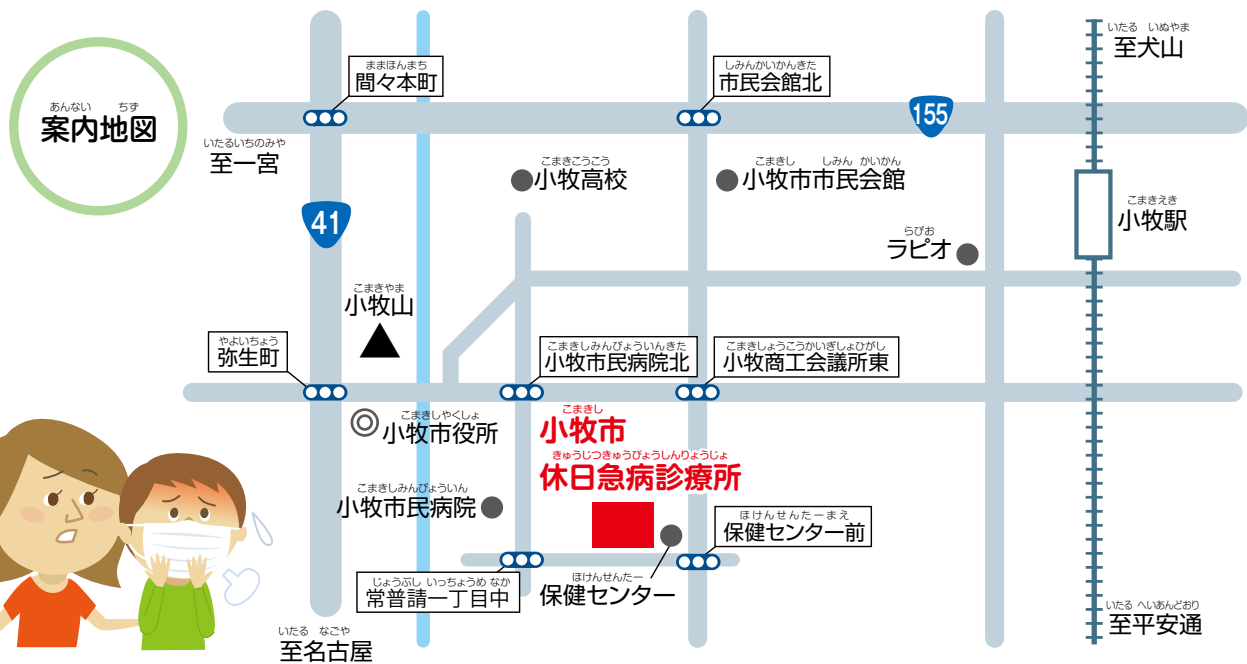 あんない ちず
案内地図
ままほんまち
間々本町
しみんかいかんきた
市民会館北
155
いたる いぬやま
至犬山
いたるいちのみや
至一宮
こまきこうこう
小牧高校
こまきし しみん かいかん
小牧市市民会館
41
こまきえき
小牧駅
らぴお
ラピオ
こまきやま
小牧山
やよいちょう
弥生町
こまきしみんびょういんきた
小牧市民病院北
こまきしょうこうかいぎしょひがし
小牧商工会議所東
こまきしやくしょ
小牧市役所
こまきし
小牧市
きゅうじつきゅうびょうしんりょうじょ
休日急病診療所
こまきしみんびょういん
小牧市民病院
ほけんせんたーまえ
保健センター前
じょうぶし いっちょうめ なか
常普請一丁目中
ほけんせんたー
保健センター
いたる へいあんどおり
至平安通
いたる なごや
至名古屋